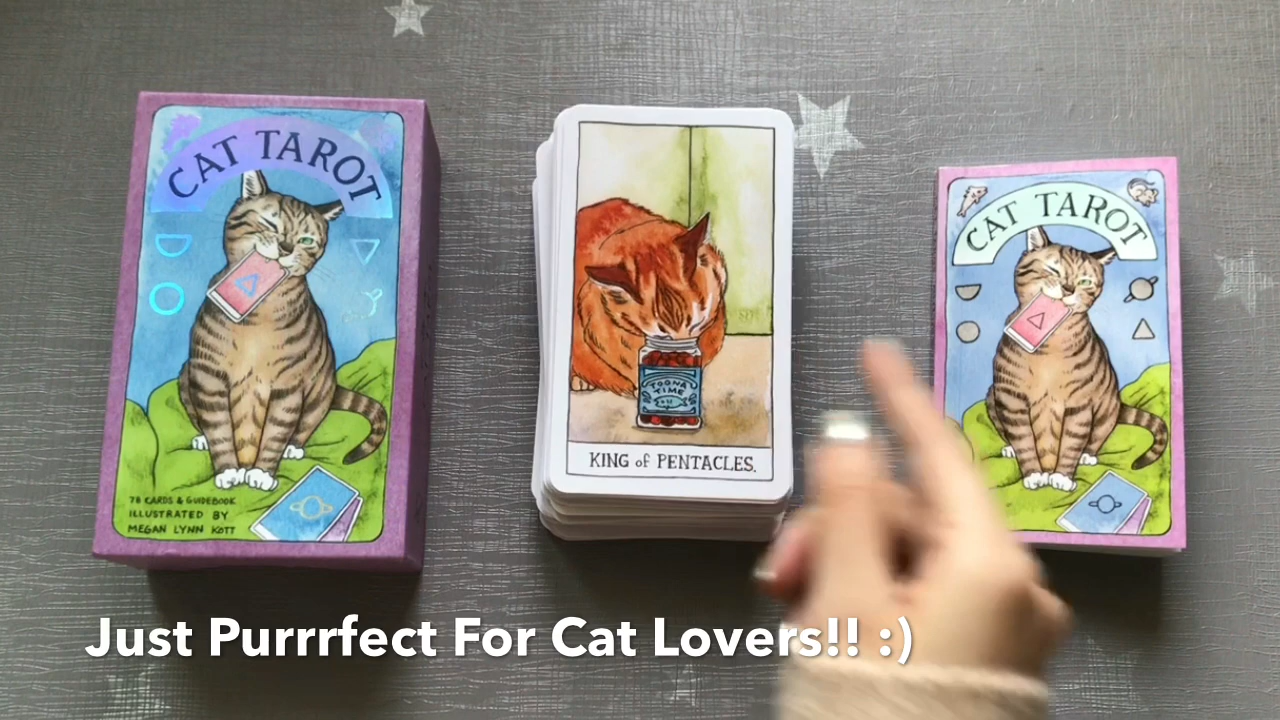 CAT TAROT
78 CARDS & GUIDEBOOK
ILLUSTRATED BY
MEGAN LYNN KOTT
TOONA
TIME
KING of PENTACLES.
CAT TAROT
Just Purrrfect For Cat Lovers!! :)